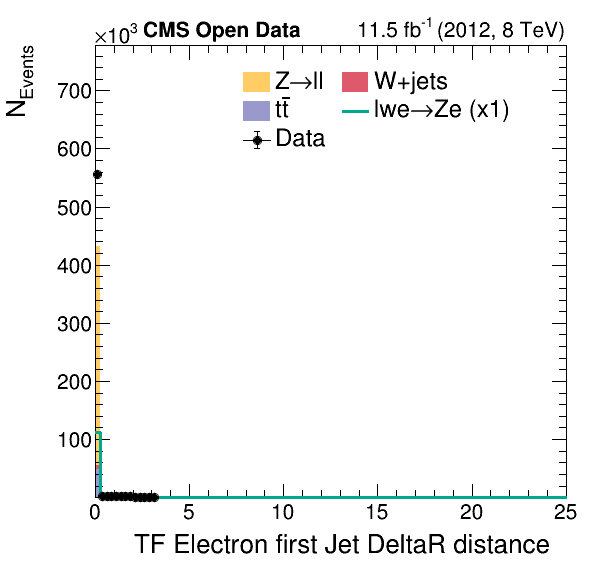 ×10³ CMS Open Data 11.5 fb⁻¹ (2012, 8 TeV)
N_Events
700
600
500
400
300
200
100
Z→ll W+jets
tt̄ lwe→Ze (x1)
Data
0 5 10 15 20 25
TF Electron first Jet DeltaR distance